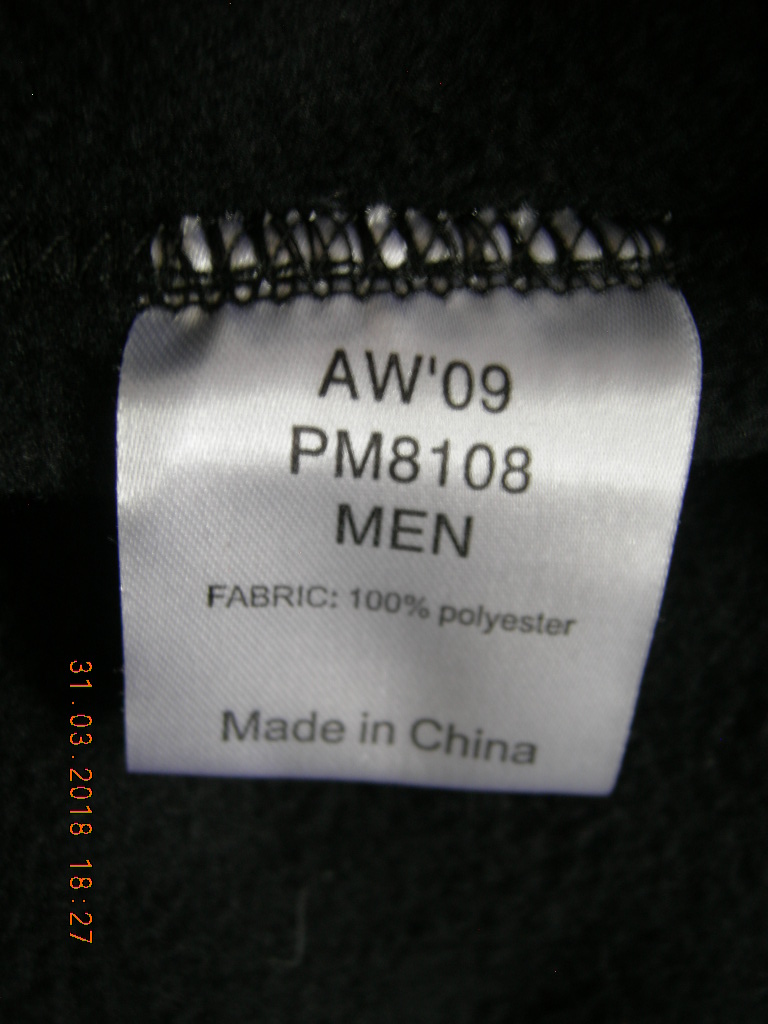 AW'09
PM8108
MEN
FABRIC: 100% polyester
Made in China
31.03.2018 18:27